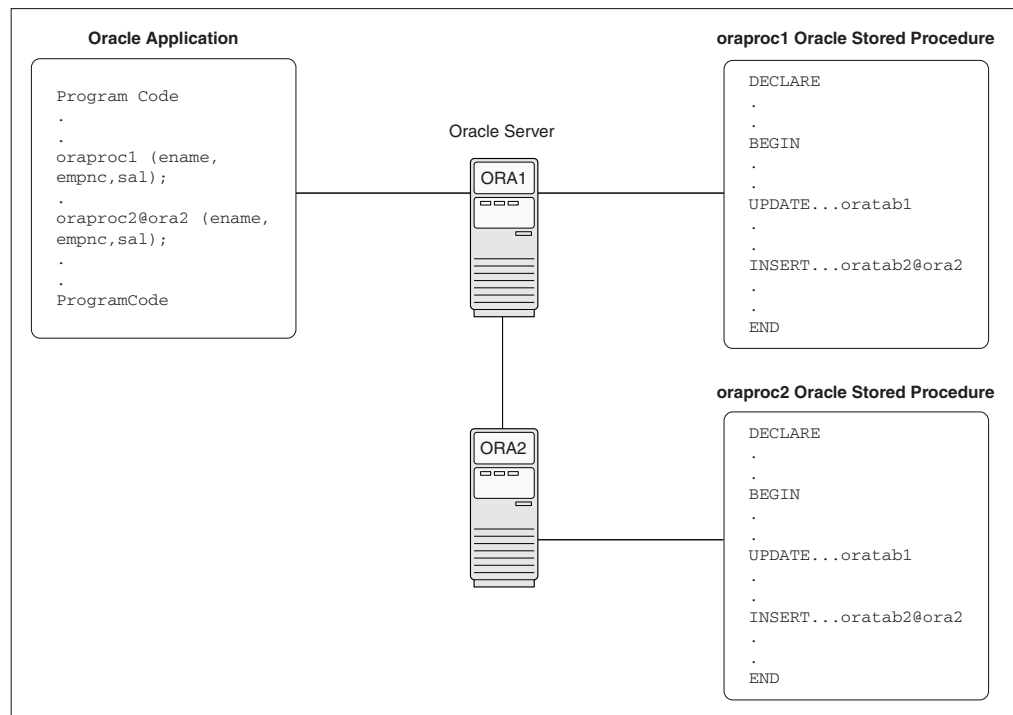 Oracle Application
Program Code
.
.
oraproc1 (ename,
empnc,sal);
.
oraproc2@ora2 (ename,
empnc,sal);
.
.
ProgramCode
Oracle Server
ORA1
ORA2
oraproc1 Oracle Stored Procedure
DECLARE
.
.
BEGIN
.
.
UPDATE...oratab1
.
.
INSERT...oratab2@ora2
.
.
END
oraproc2 Oracle Stored Procedure
DECLARE
.
.
BEGIN
.
.
UPDATE...oratab1
.
.
INSERT...oratab2@ora2
.
.
END